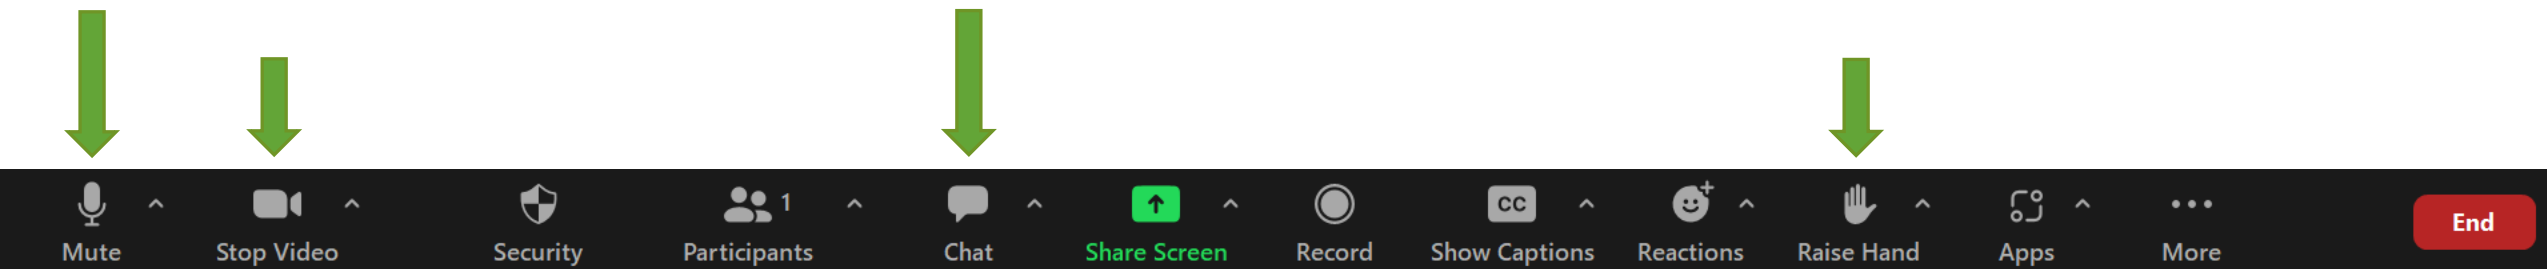 1
CC
Mute Stop Video Security Participants Chat Share Screen Record Show Captions Reactions Raise Hand Apps More End